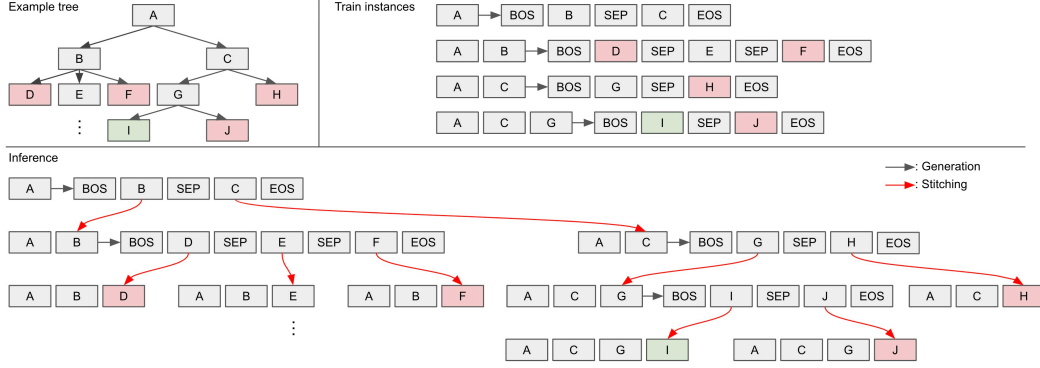 Example tree
A
B C
D E F G H
⋮ I J
Train instances
A BOS B SEP C EOS
A B BOS D SEP E SEP F EOS
A C BOS G SEP H EOS
A C G BOS I SEP J EOS
Inference
: Generation
: Stitching
A BOS B SEP C EOS
A B BOS D SEP E SEP F EOS A C BOS G SEP H EOS
A B D A B E A B F A C G BOS I SEP J EOS A C H
⋮
A C G I A C G J